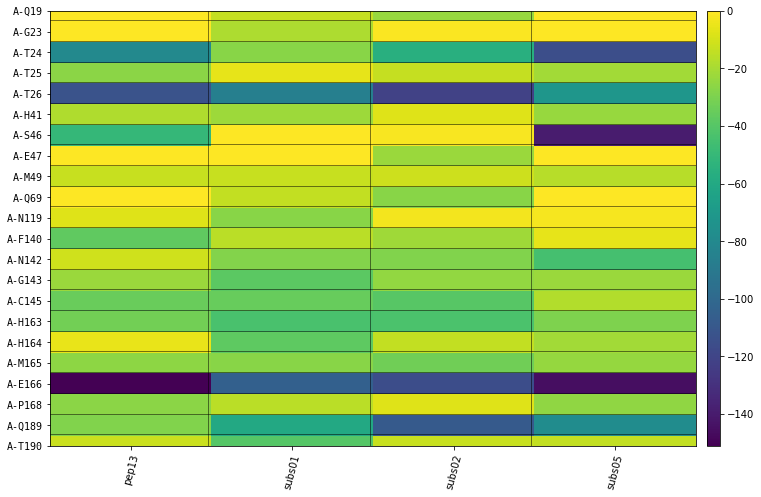 A-Q19
A-G23
A-T24
A-T25
A-T26
A-H41
A-S46
A-E47
A-M49
A-Q69
A-N119
A-F140
A-N142
A-G143
A-C145
A-H163
A-H164
A-M165
A-E166
A-P168
A-Q189
A-T190
pep13
subs01
subs02
subs05
0
−20
−40
−60
−80
−100
−120
−140